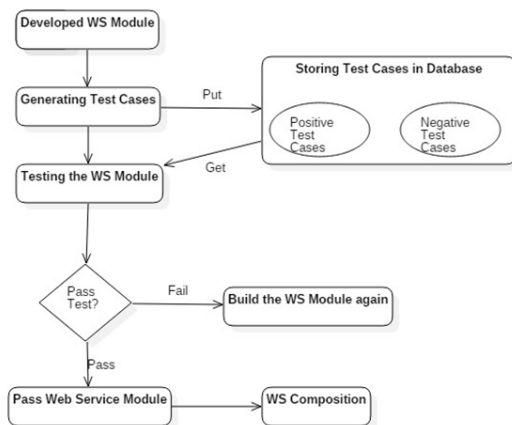 Developed WS Module
Generating Test Cases
Put
Storing Test Cases in Database
Positive
Test
Cases
Negative
Test
Cases
Get
Testing the WS Module
Pass
Test?
Fail
Build the WS Module again
Pass
Pass Web Service Module
WS Composition